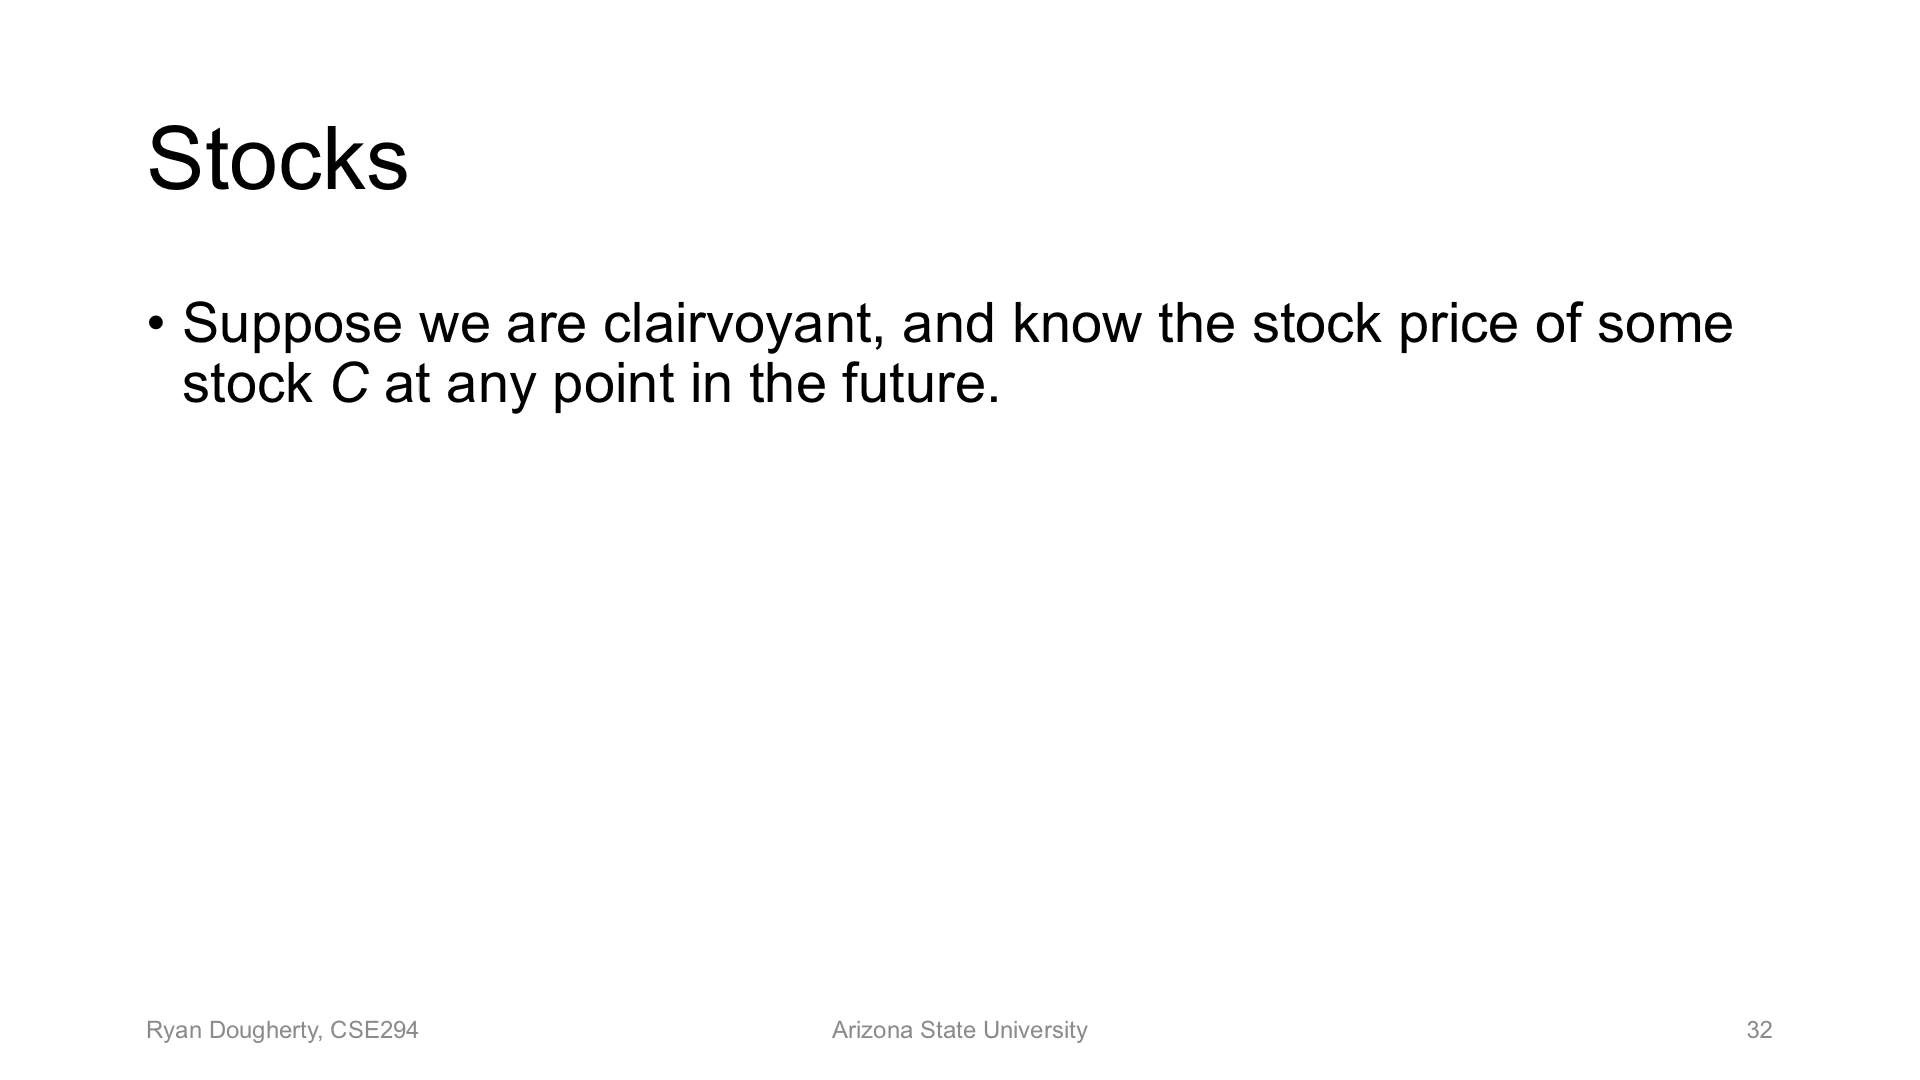 Stocks
• Suppose we are clairvoyant, and know the stock price of some
stock C at any point in the future.
Ryan Dougherty, CSE294
Arizona State University
32